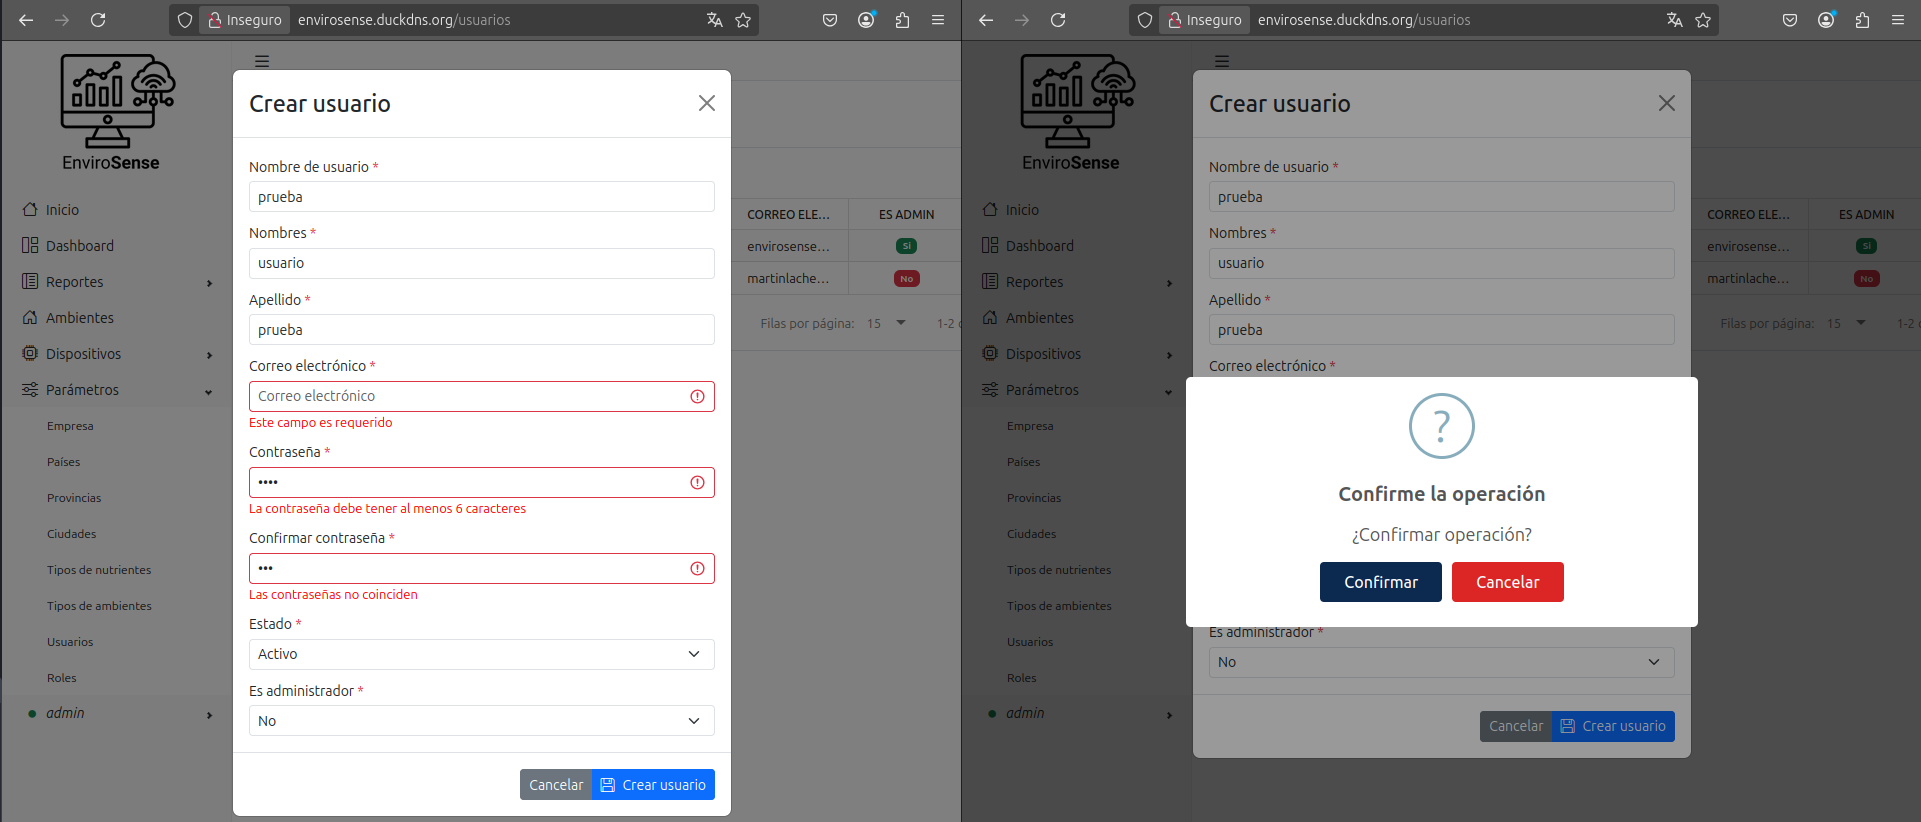 Inseguro envirosense.duckdns.org/usuarios
EnviroSense
Inicio
Dashboard
Reportes
Ambientes
Dispositivos
Parámetros
Empresa
Países
Provincias
Ciudades
Tipos de nutrientes
Tipos de ambientes
Usuarios
Roles
admin
Crear usuario
Nombre de usuario *
prueba
Nombres *
usuario
Apellido *
prueba
Correo electrónico *
Correo electrónico
Este campo es requerido
Contraseña *
••••
La contraseña debe tener al menos 6 caracteres
Confirmar contraseña *
•••
Las contraseñas no coinciden
Estado *
Activo
Es administrador *
No
Cancelar Crear usuario
CORREO ELE... ES ADMIN
envirosense... Si
martinlache... No
Filas por página: 15 1-2
Inseguro envirosense.duckdns.org/usuarios
EnviroSense
Inicio
Dashboard
Reportes
Ambientes
Dispositivos
Parámetros
Empresa
Países
Provincias
Ciudades
Tipos de nutrientes
Tipos de ambientes
Usuarios
Roles
admin
Crear usuario
Nombre de usuario *
prueba
Nombres *
usuario
Apellido *
prueba
Correo electrónico *
?
Confirme la operación
¿Confirmar operación?
Confirmar Cancelar
Es administrador *
No
Cancelar Crear usuario
CORREO ELE... ES ADMIN
envirosense... Si
martinlache... No
Filas por página: 15 1-2